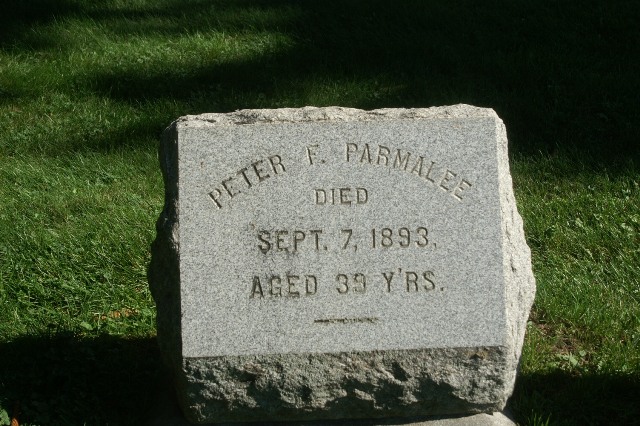 PETER F. PARMALEE
DIED
SEPT. 7, 1893,
AGED 39 Y'RS.